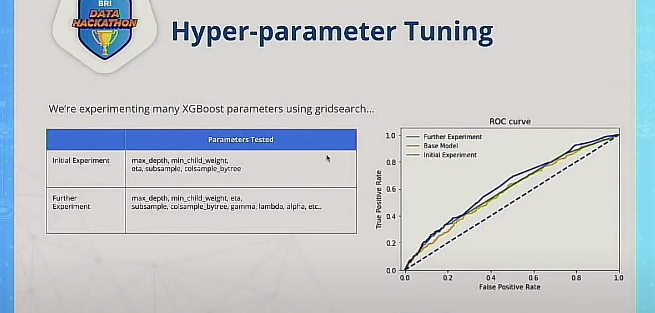 BRI
DATA
HACKATHON
Hyper-parameter Tuning
We're experimenting many XGBoost parameters using gridsearch...
Parameters Tested
Initial Experiment
max_depth, min_child_weight,
eta, subsample, colsample_bytree
Further
Experiment
max_depth, min_child_weight, eta,
subsample, colsample_bytree, gamma, lambda, alpha, etc..
ROC curve
Further Experiment
Base Model
Initial Experiment
True Positive Rate
1.0
0.8
0.6
0.4
0.2
0.0
0.0 0.2 0.4 0.6 0.8 1.0
False Positive Rate